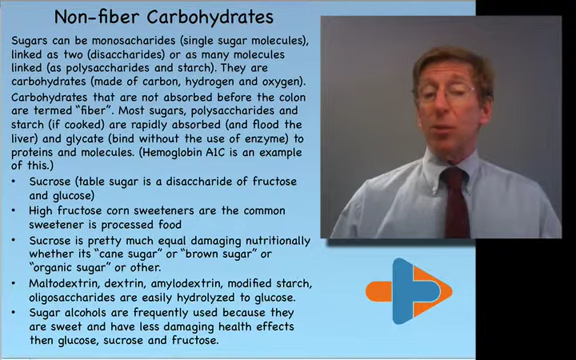 Non-fiber Carbohydrates
Sugars can be monosacharides (single sugar molecules),
linked as two (disaccharides) or as many molecules
linked (as polysaccharides and starch). They are
carbohydrates (made of carbon, hydrogen and oxygen).
Carbohydrates that are not absorbed before the colon
are termed "fiber". Most sugars, polysaccharides and
starch (if cooked) are rapidly absorbed (and flood the
liver) and glycate (bind without the use of enzyme) to
proteins and molecules. (Hemoglobin A1C is an example
of this.)
• Sucrose (table sugar is a disaccharide of fructose
and glucose)
• High fructose corn sweeteners are the common
sweetener is processed food
• Sucrose is pretty much equal damaging nutritionally
whether its "cane sugar" or "brown sugar" or
"organic sugar" or other.
• Maltodextrin, dextrin, amylodextrin, modified starch,
oligosaccharides are easily hydrolyzed to glucose.
• Sugar alcohols are frequently used because they
are sweet and have less damaging health effects
then glucose, sucrose and fructose.